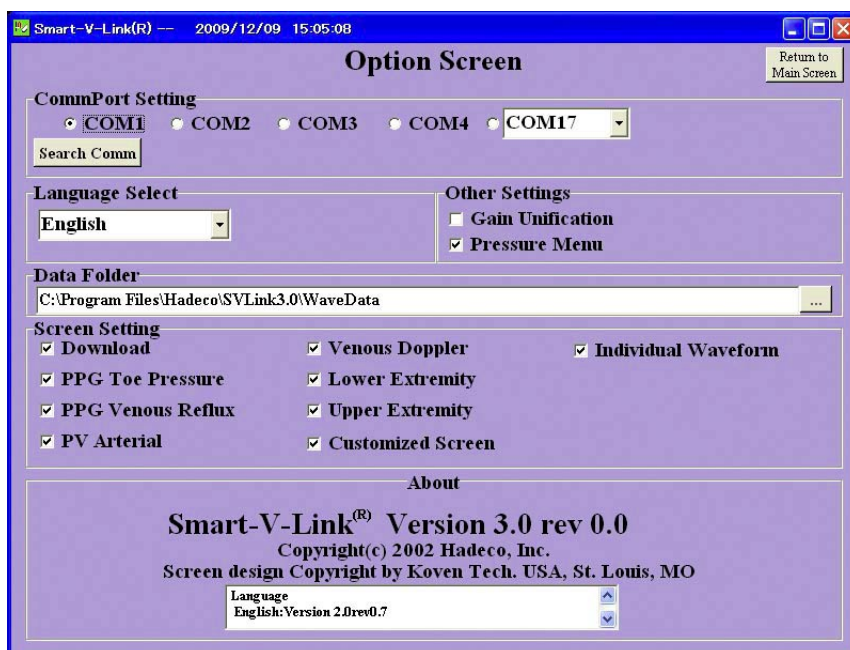 Smart-V-Link(R) -- 2009/12/09 15:05:08
Option Screen
Return to
Main Screen
CommPort Setting
COM1 COM2 COM3 COM4 COM17
Search Comm
Language Select
English
Other Settings
Gain Unification
Pressure Menu
Data Folder
C:\Program Files\Hadeco\SVLink3.0\WaveData ...
Screen Setting
Download Venous Doppler Individual Waveform
PPG Toe Pressure Lower Extremity
PPG Venous Reflux Upper Extremity
PV Arterial Customized Screen
About
Smart-V-Link(R) Version 3.0 rev 0.0
Copyright(c) 2002 Hadeco, Inc.
Screen design Copyright by Koven Tech. USA, St. Louis, MO
Language
English:Version 2.0rev0.7